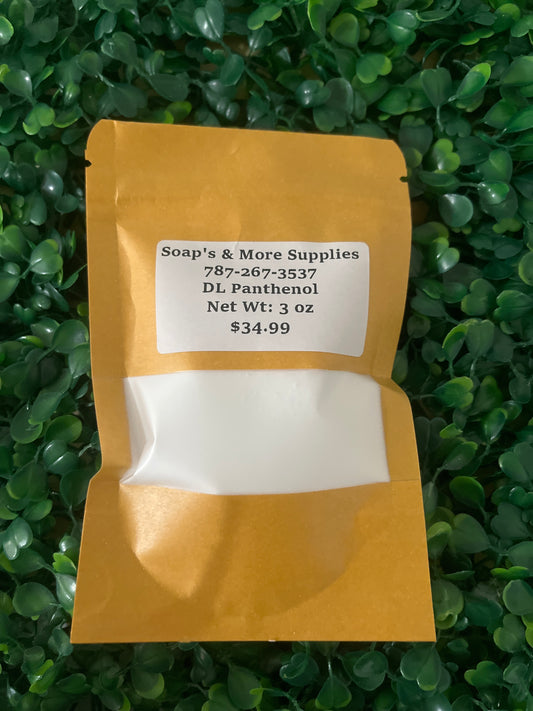 Soap's & More Supplies
787-267-3537
DL Panthenol
Net Wt: 3 oz
$34.99